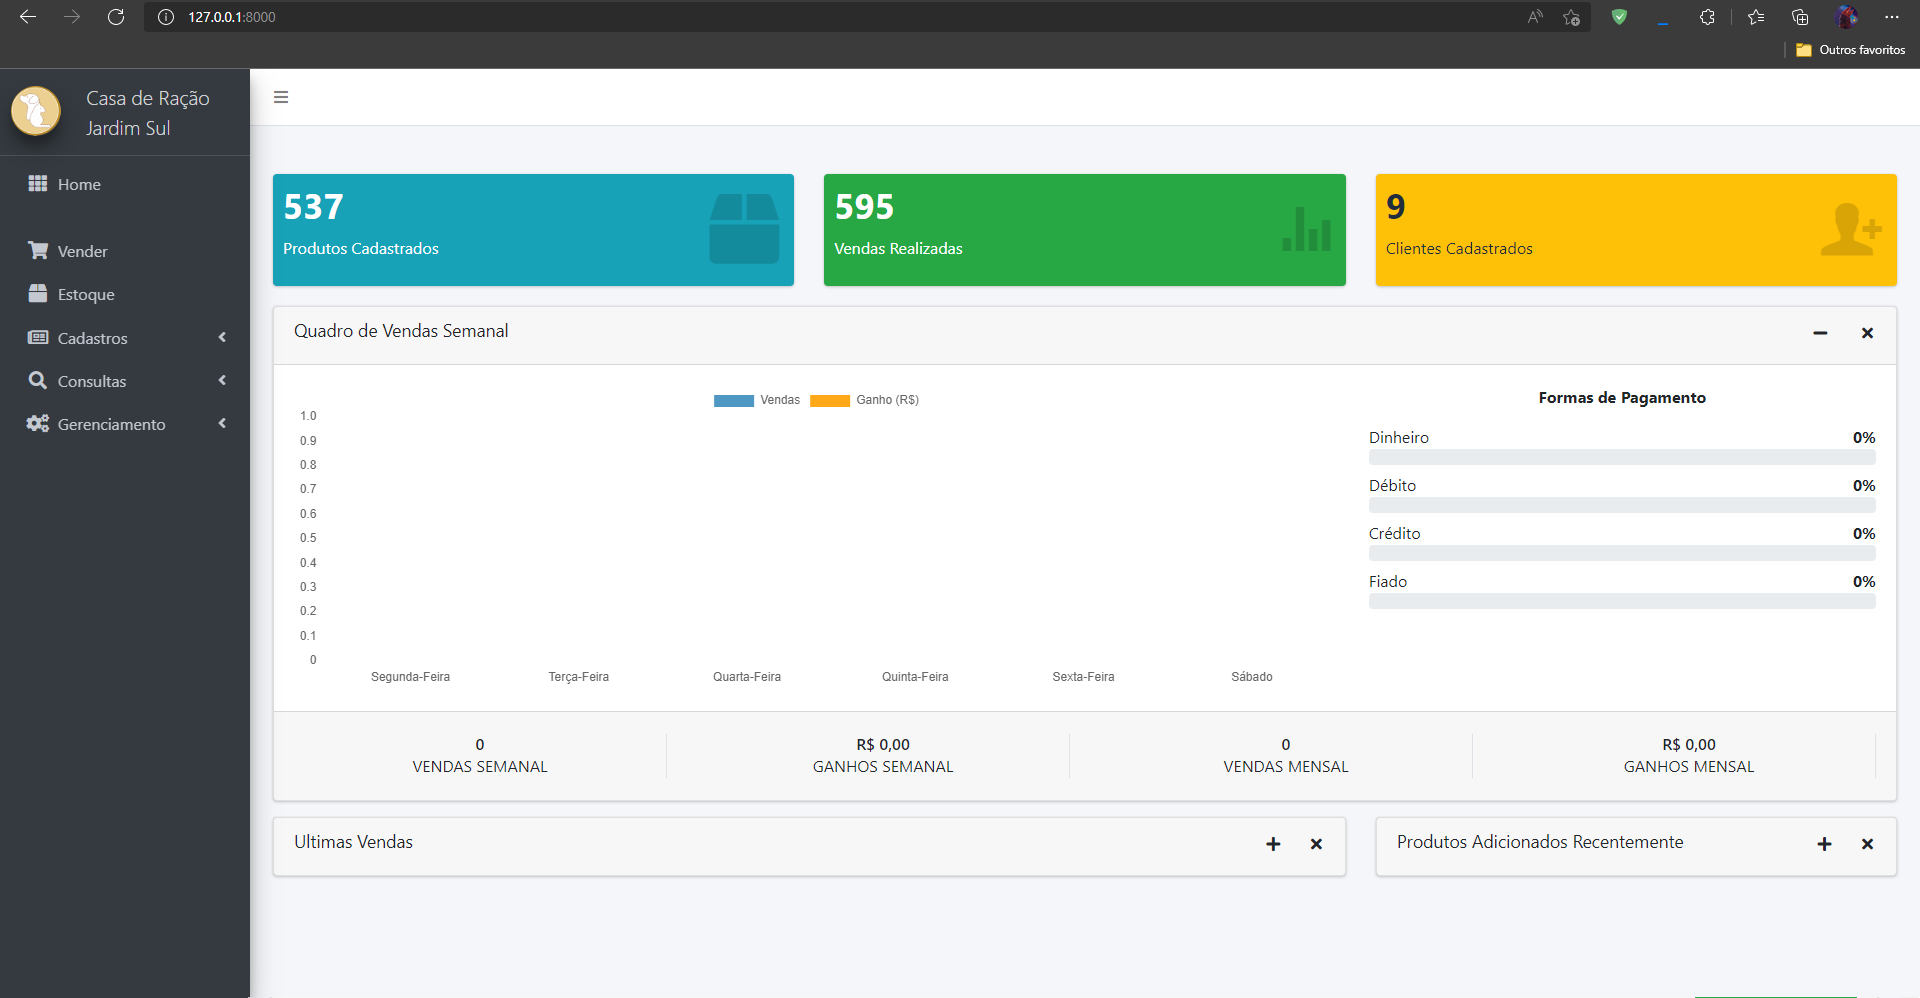 127.0.0.1:8000
Outros favoritos
Casa de Ração
Jardim Sul
Home
Vender
Estoque
Cadastros
Consultas
Gerenciamento
537
Produtos Cadastrados
595
Vendas Realizadas
9
Clientes Cadastrados
Quadro de Vendas Semanal
Vendas Ganho (R$)
1.0
0.9
0.8
0.7
0.6
0.5
0.4
0.3
0.2
0.1
0
Segunda-Feira Terça-Feira Quarta-Feira Quinta-Feira Sexta-Feira Sábado
Formas de Pagamento
Dinheiro 0%
Débito 0%
Crédito 0%
Fiado 0%
0
VENDAS SEMANAL
R$ 0,00
GANHOS SEMANAL
0
VENDAS MENSAL
R$ 0,00
GANHOS MENSAL
Ultimas Vendas
Produtos Adicionados Recentemente